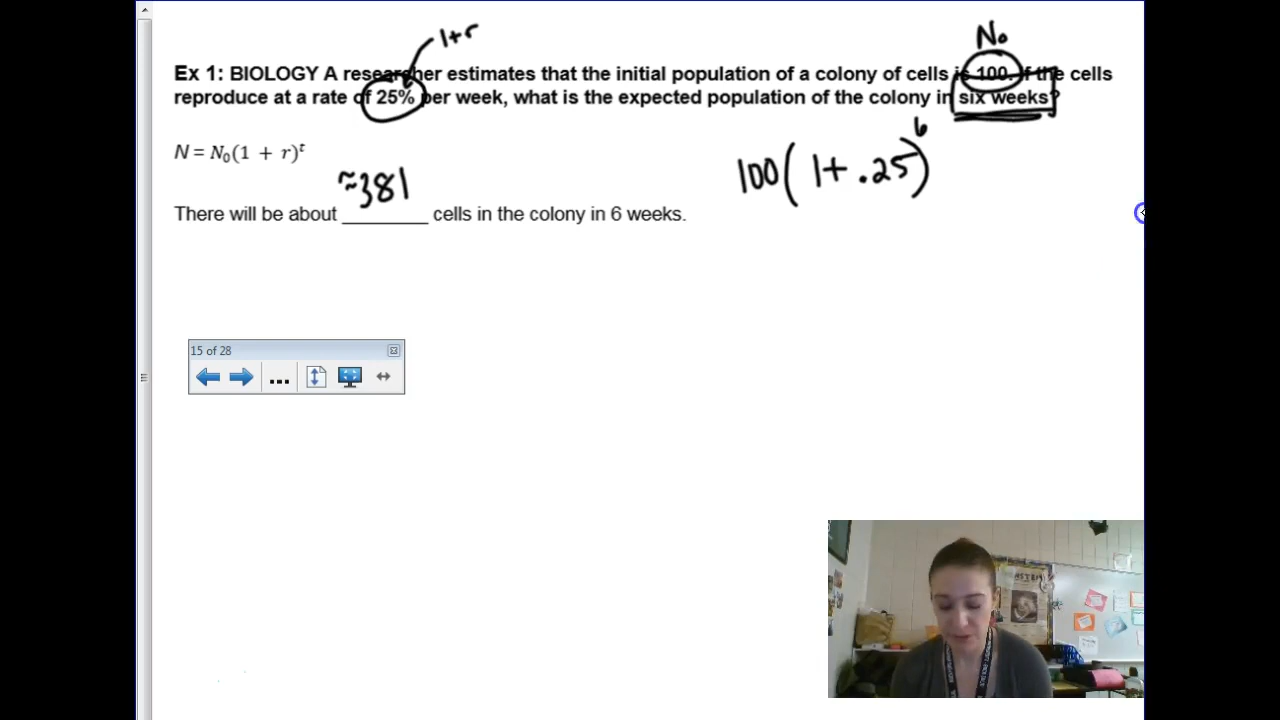 No
1+r
Ex 1: BIOLOGY A researcher estimates that the initial population of a colony of cells is 100. If the cells
reproduce at a rate of 25% per week, what is the expected population of the colony in six weeks?
6
N = N₀(1 + r)ᵗ
100(1+.25)
≈381
There will be about ________ cells in the colony in 6 weeks.
15 of 28